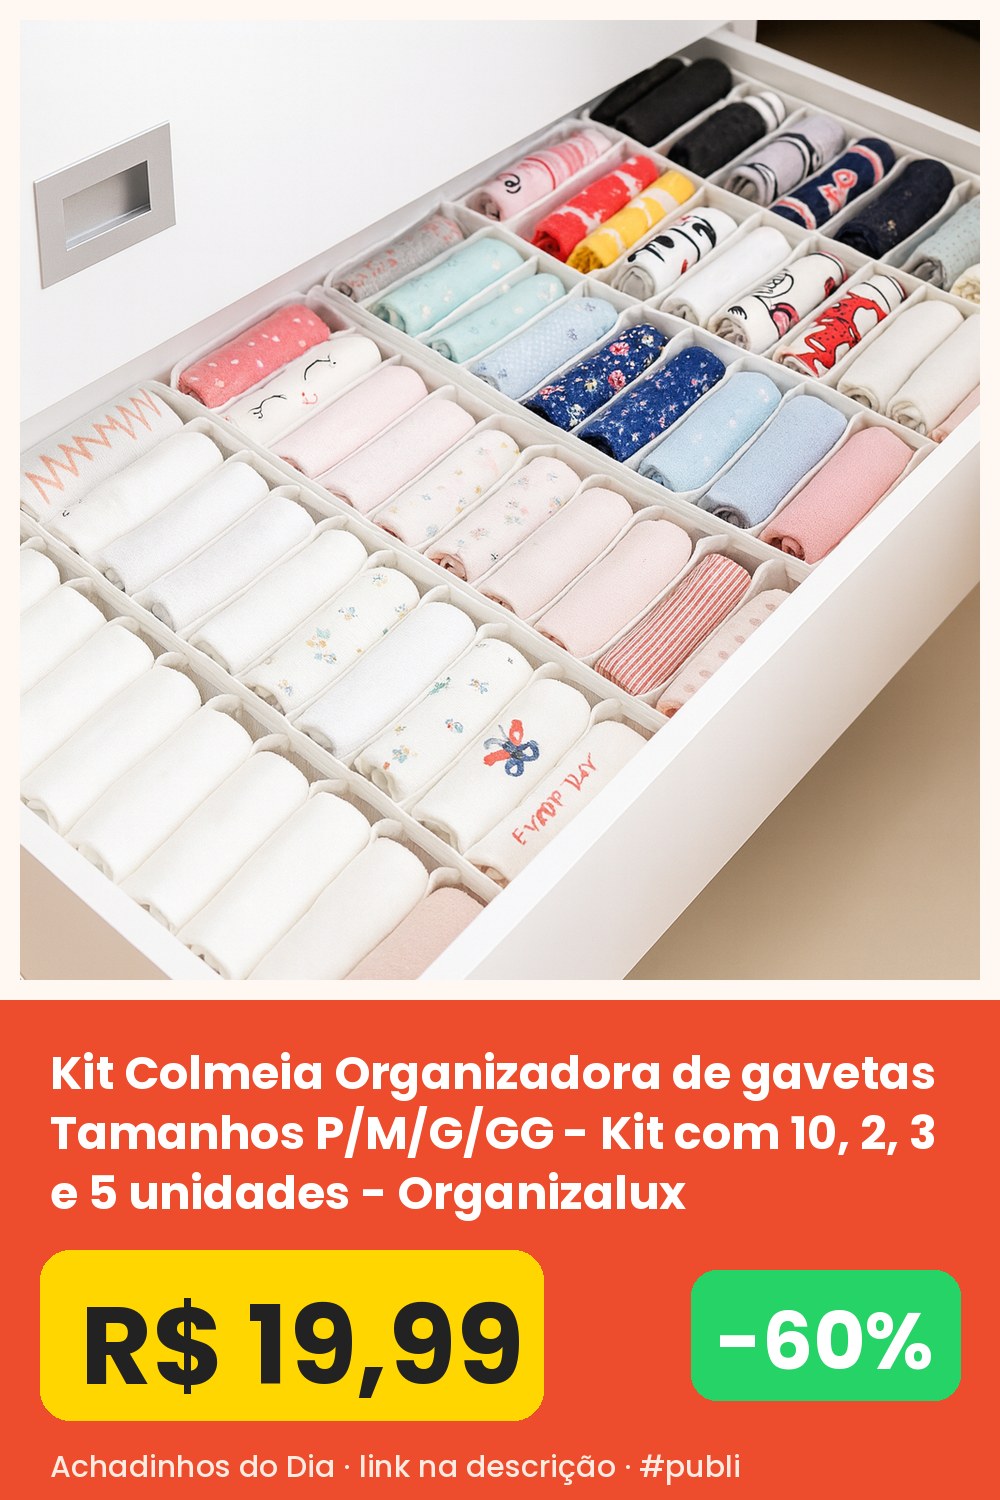 Kit Colmeia Organizadora de gavetas
Tamanhos P/M/G/GG - Kit com 10, 2, 3
e 5 unidades - Organizalux
R$ 19,99
-60%
Achadinhos do Dia · link na descrição · #publi